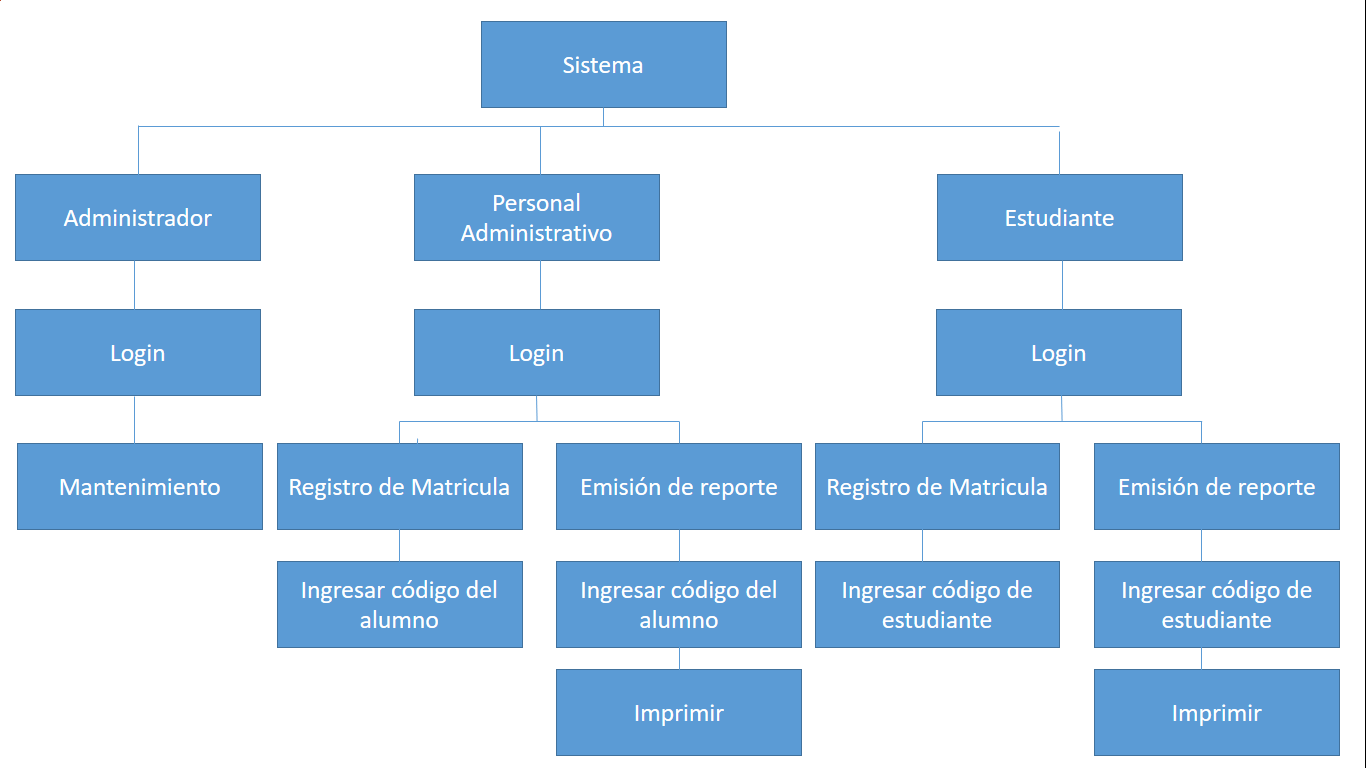 Sistema
Administrador
Personal
Administrativo
Estudiante
Login
Login
Login
Mantenimiento
Registro de Matricula
Emisión de reporte
Registro de Matricula
Emisión de reporte
Ingresar código del
alumno
Ingresar código del
alumno
Ingresar código de
estudiante
Ingresar código de
estudiante
Imprimir
Imprimir